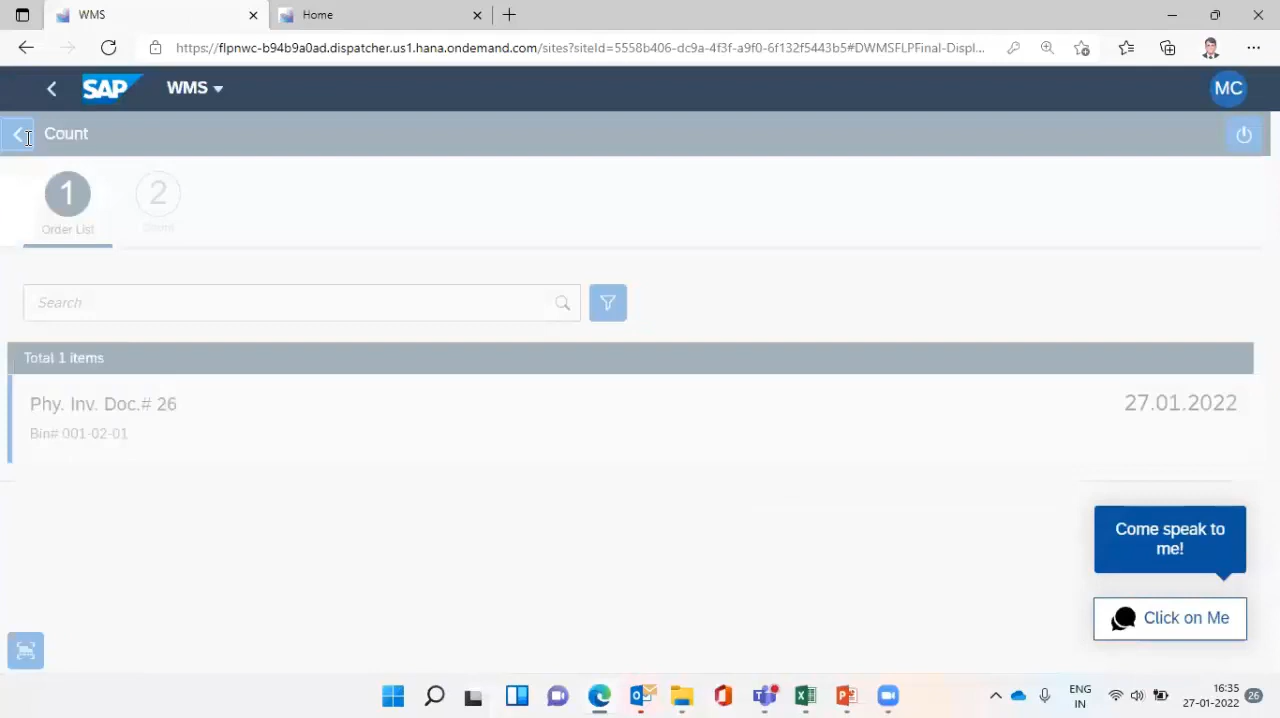 WMS
Home
https://flpnwc-b94b9a0ad.dispatcher.us1.hana.ondemand.com/sites?siteId=5558b406-dc9a-4f3f-a9f0-6f132f5443b5#DWMSFLPFinal-Displ...
SAP
WMS
MC
Count
1
2
Order List
Count
Search
Total 1 items
Phy. Inv. Doc.# 26
27.01.2022
Bin# 001-02-01
Come speak to
me!
Click on Me
ENG
IN
16:35
27-01-2022
26